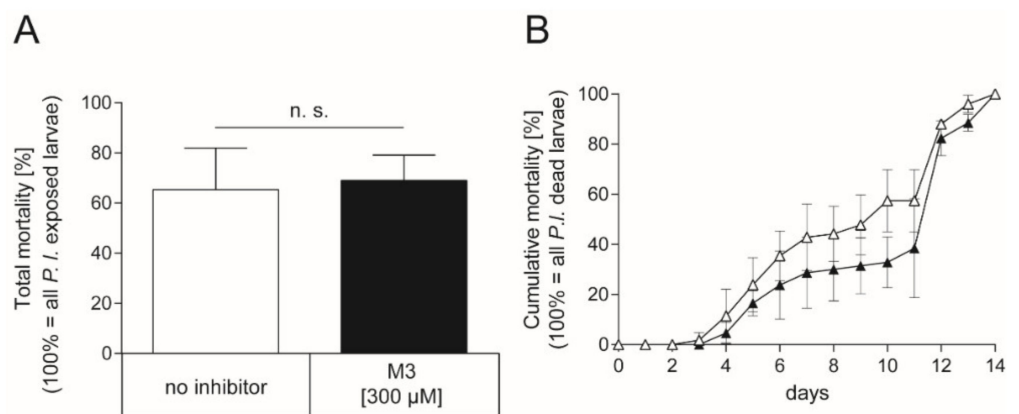 A
Total mortality [%]
(100% = all P. l. exposed larvae)
100
80
60
40
20
0
n. s.
no inhibitor
M3
[300 µM]
B
Cumulative mortality [%]
(100% = all P.l. dead larvae)
100
80
60
40
20
0
0 2 4 6 8 10 12 14
days